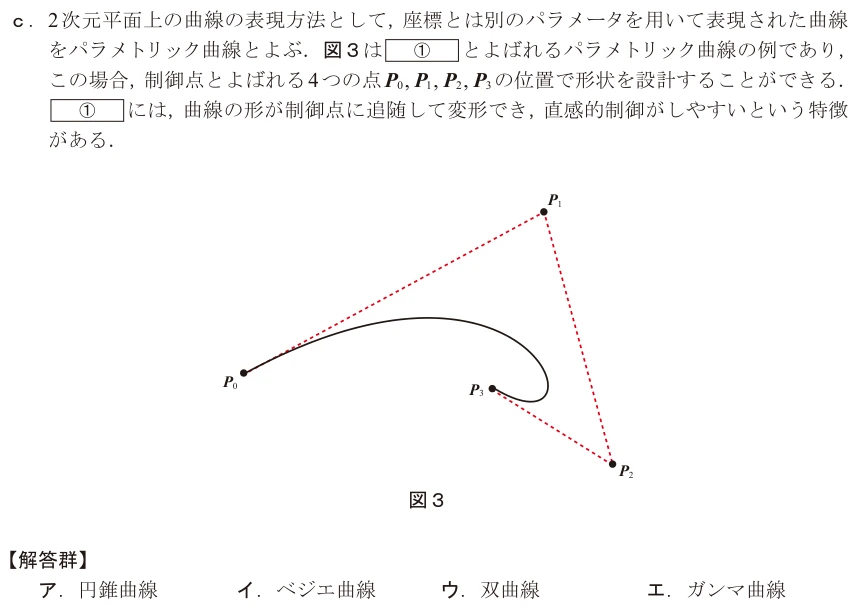 c．2次元平面上の曲線の表現方法として，座標とは別のパラメータを用いて表現された曲線
をパラメトリック曲線とよぶ．図3は ① とよばれるパラメトリック曲線の例であり，
この場合，制御点とよばれる4つの点P0, P1, P2, P3の位置で形状を設計することができる．
① には，曲線の形が制御点に追随して変形でき，直感的制御がしやすいという特徴
がある．
P1
P0
P3
P2
図3
【解答群】
ア．円錐曲線 イ．ベジエ曲線 ウ．双曲線 エ．ガンマ曲線